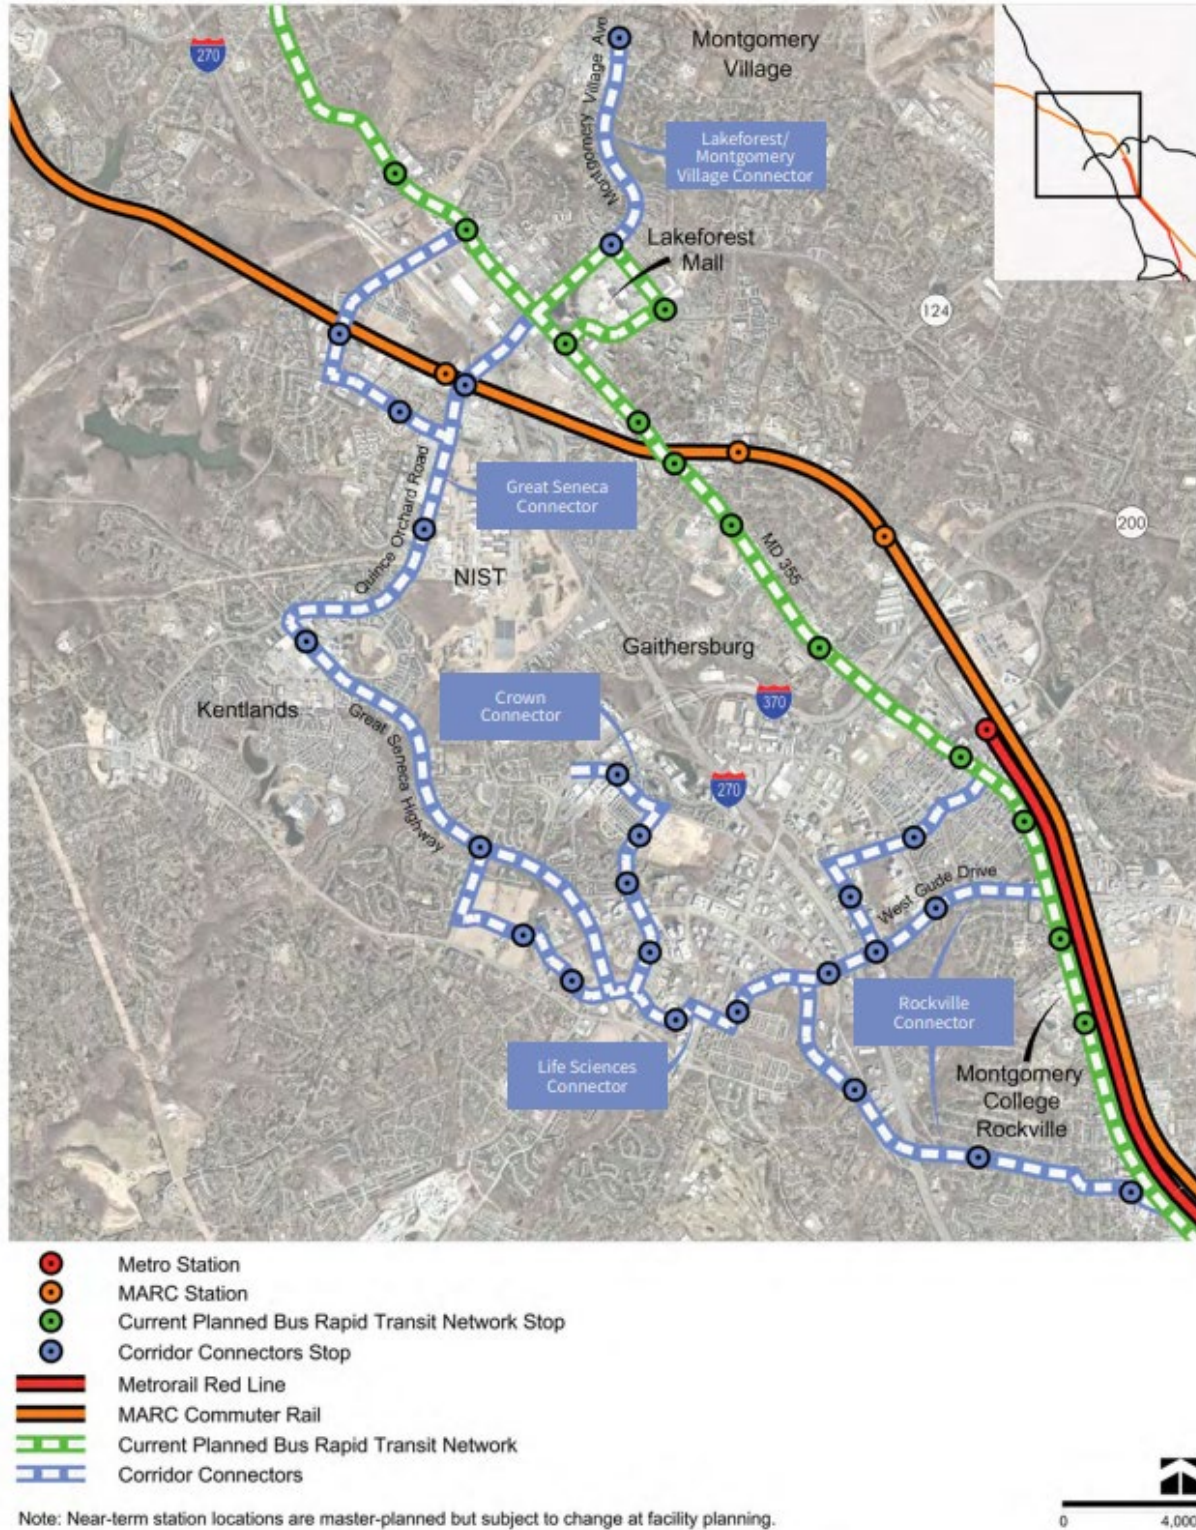 270
Montgomery Village Ave
Montgomery
Village
Lakeforest/
Montgomery
Village Connector
Lakeforest
Mall
124
Great Seneca
Connector
Quince Orchard Road
NIST
MD 355
200
Gaithersburg
Crown
Connector
370
Kentlands
Great Seneca Highway
270
West Gude Drive
Rockville
Connector
Life Sciences
Connector
Montgomery
College
Rockville
Metro Station
MARC Station
Current Planned Bus Rapid Transit Network Stop
Corridor Connectors Stop
Metrorail Red Line
MARC Commuter Rail
Current Planned Bus Rapid Transit Network
Corridor Connectors
Note: Near-term station locations are master-planned but subject to change at facility planning.
0 4,000